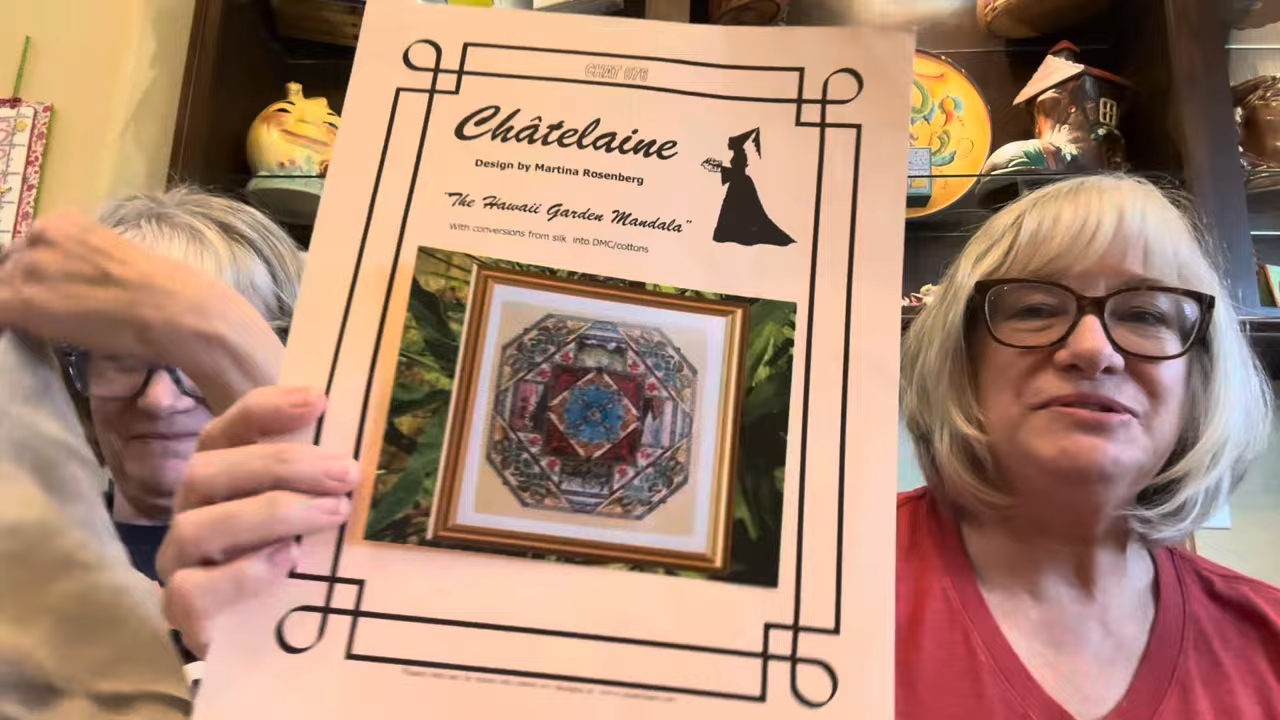 CHAT 076
Châtelaine
Design by Martina Rosenberg
"The Hawaii Garden Mandala"
With conversions from silk into DMC/cottons